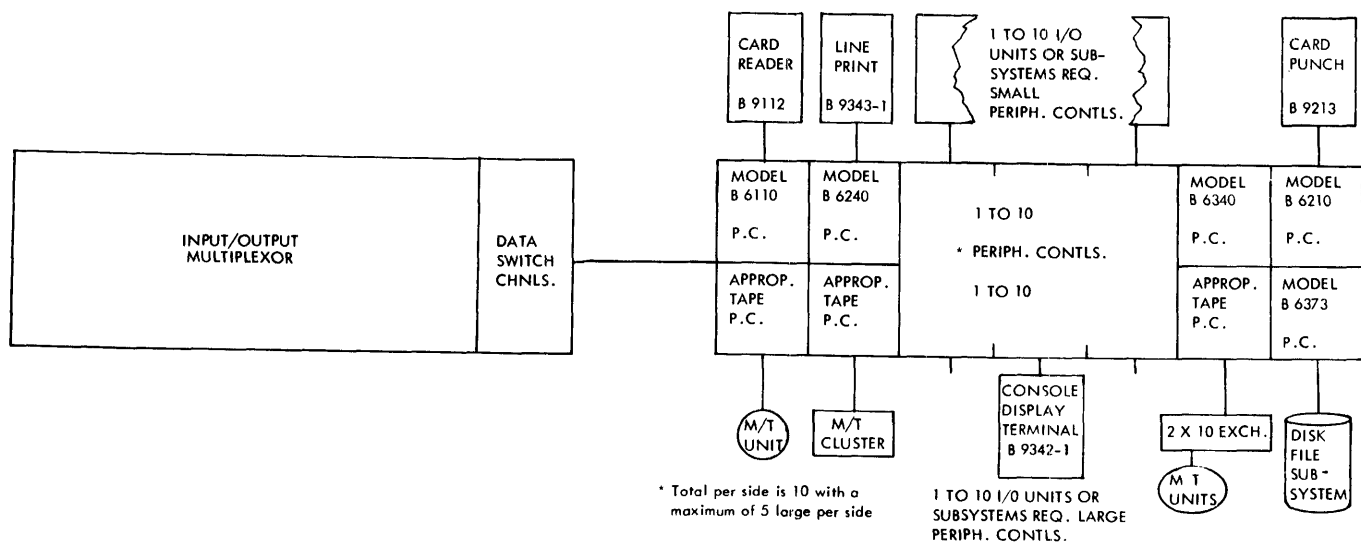 CARD
READER
B 9112
LINE
PRINT
B 9343-1
1 TO 10 I/O
UNITS OR SUB-
SYSTEMS REQ.
SMALL
PERIPH. CONTLS.
CARD
PUNCH
B 9213
INPUT/OUTPUT
MULTIPLEXOR
DATA
SWITCH
CHNLS.
MODEL
B 6110
P.C.
MODEL
B 6240
P.C.
1 TO 10
* PERIPH. CONTLS.
1 TO 10
MODEL
B 6340
P.C.
MODEL
B 6210
P.C.
APPROP.
TAPE
P.C.
APPROP.
TAPE
P.C.
APPROP.
TAPE
P.C.
MODEL
B 6373
P.C.
M/T
UNIT
M/T
CLUSTER
CONSOLE
DISPLAY
TERMINAL
B 9342-1
2 X 10 EXCH.
M T
UNITS
DISK
FILE
SUB-
SYSTEM
* Total per side is 10 with a
maximum of 5 large per side
1 TO 10 I/O UNITS OR
SUBSYSTEMS REQ. LARGE
PERIPH. CONTLS.